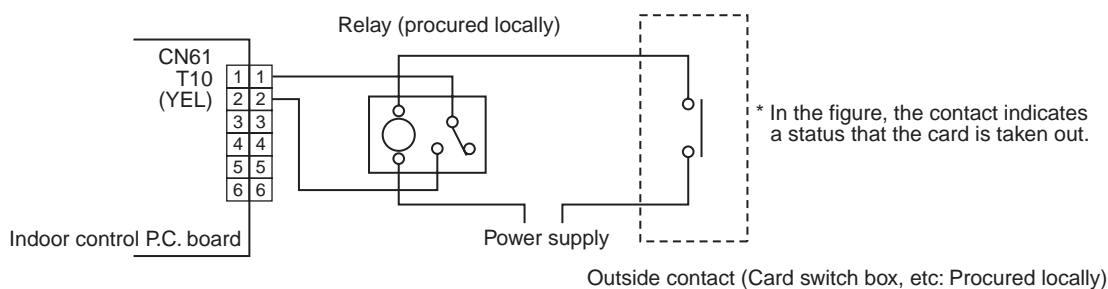 Relay (procured locally)
CN61
T10
(YEL)
1 1
2 2
3 3
4 4
5 5
6 6
* In the figure, the contact indicates
a status that the card is taken out.
Indoor control P.C. board
Power supply
Outside contact (Card switch box, etc: Procured locally)